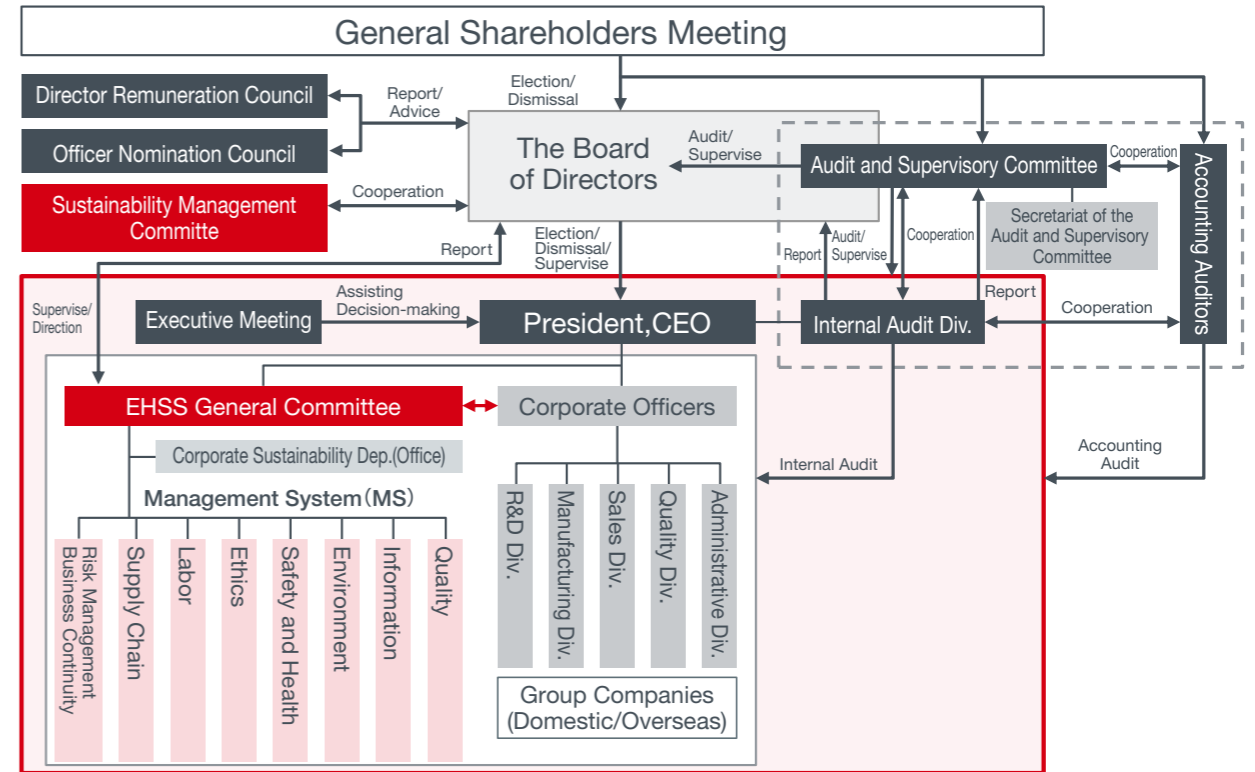 General Shareholders Meeting
Director Remuneration Council
Officer Nomination Council
Sustainability Management
Committe
Report/
Advice
Election/
Dismissal
Cooperation
The Board
of Directors
Audit/
Supervise
Audit and Supervisory Committee
Cooperation
Accounting Auditors
Secretariat of the
Audit and Supervisory
Committee
Report
Election/
Dismissal/
Supervise
Report
Audit/
Supervise
Cooperation
Report
Supervise/
Direction
Executive Meeting
Assisting
Decision-making
President,CEO
Internal Audit Div.
Cooperation
EHSS General Committee
Corporate Officers
Corporate Sustainability Dep.(Office)
Internal Audit
Accounting
Audit
Management System(MS)
Risk Management
Business Continuity
Supply Chain
Labor
Ethics
Safety and Health
Environment
Information
Quality
R&D Div.
Manufacturing Div.
Sales Div.
Quality Div.
Administrative Div.
Group Companies
(Domestic/Overseas)